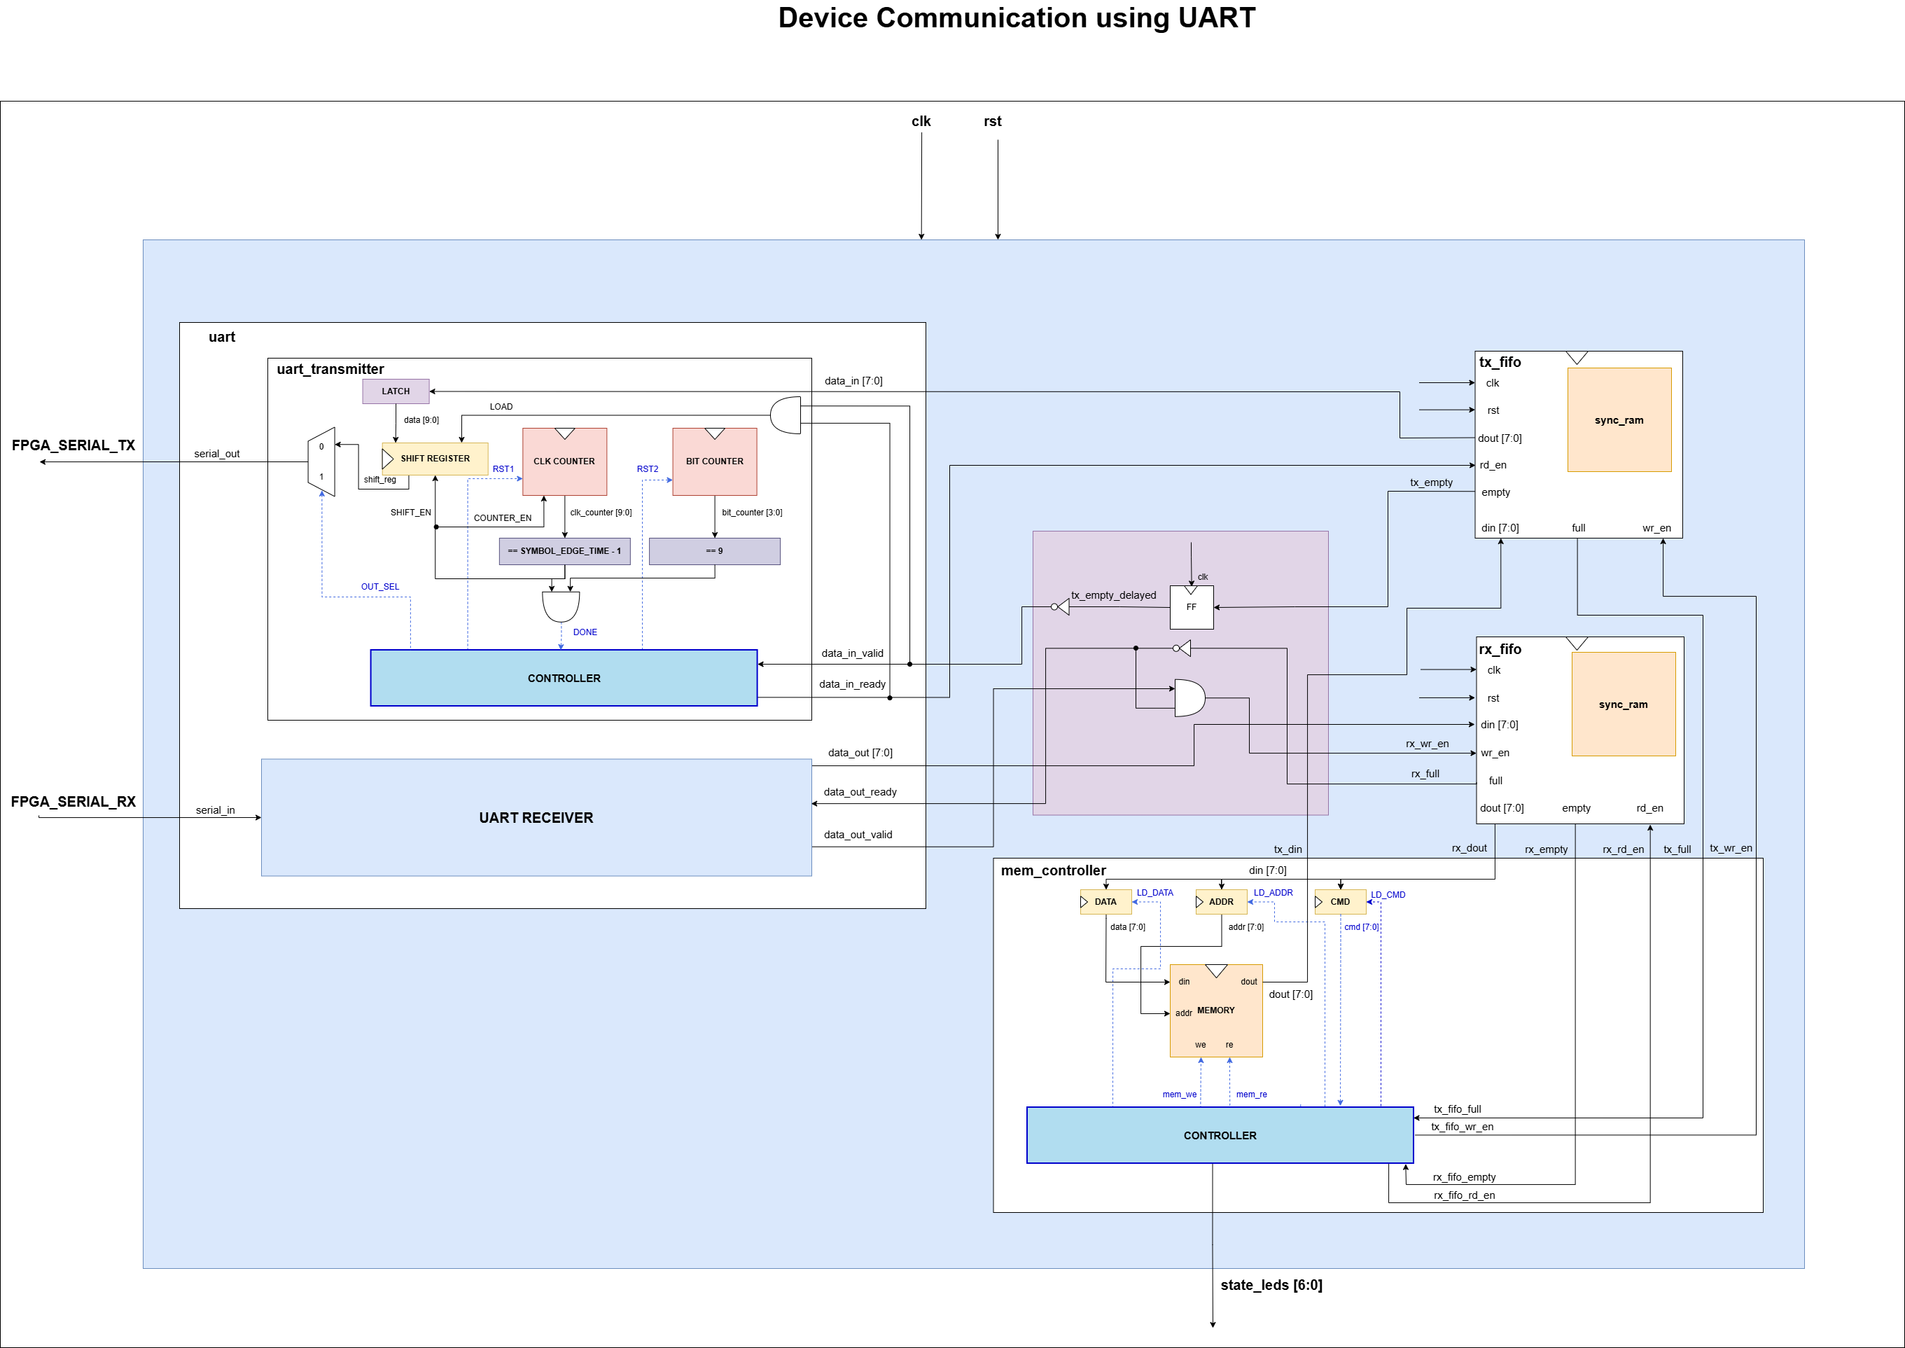 Device Communication using UART
clk
rst
uart
uart_transmitter
LATCH
data_in [7:0]
data [9:0]
LOAD
FPGA_SERIAL_TX
serial_out
0
1
SHIFT REGISTER
shift_reg
RST1
CLK COUNTER
RST2
BIT COUNTER
SHIFT_EN
COUNTER_EN
clk_counter [9:0]
bit_counter [3:0]
== SYMBOL_EDGE_TIME - 1
== 9
OUT_SEL
DONE
CONTROLLER
data_in_valid
data_in_ready
tx_fifo
clk
rst
dout [7:0]
rd_en
empty
din [7:0]
full
wr_en
sync_ram
tx_empty
clk
tx_empty_delayed
FF
rx_fifo
clk
rst
din [7:0]
wr_en
full
dout [7:0]
empty
rd_en
sync_ram
rx_wr_en
rx_full
data_out [7:0]
data_out_ready
data_out_valid
FPGA_SERIAL_RX
serial_in
UART RECEIVER
tx_din
rx_dout
rx_empty
rx_rd_en
tx_full
tx_wr_en
mem_controller
din [7:0]
DATA
LD_DATA
ADDR
LD_ADDR
CMD
LD_CMD
data [7:0]
addr [7:0]
cmd [7:0]
din
dout
dout [7:0]
addr
MEMORY
we
re
mem_we
mem_re
CONTROLLER
tx_fifo_full
tx_fifo_wr_en
rx_fifo_empty
rx_fifo_rd_en
state_leds [6:0]